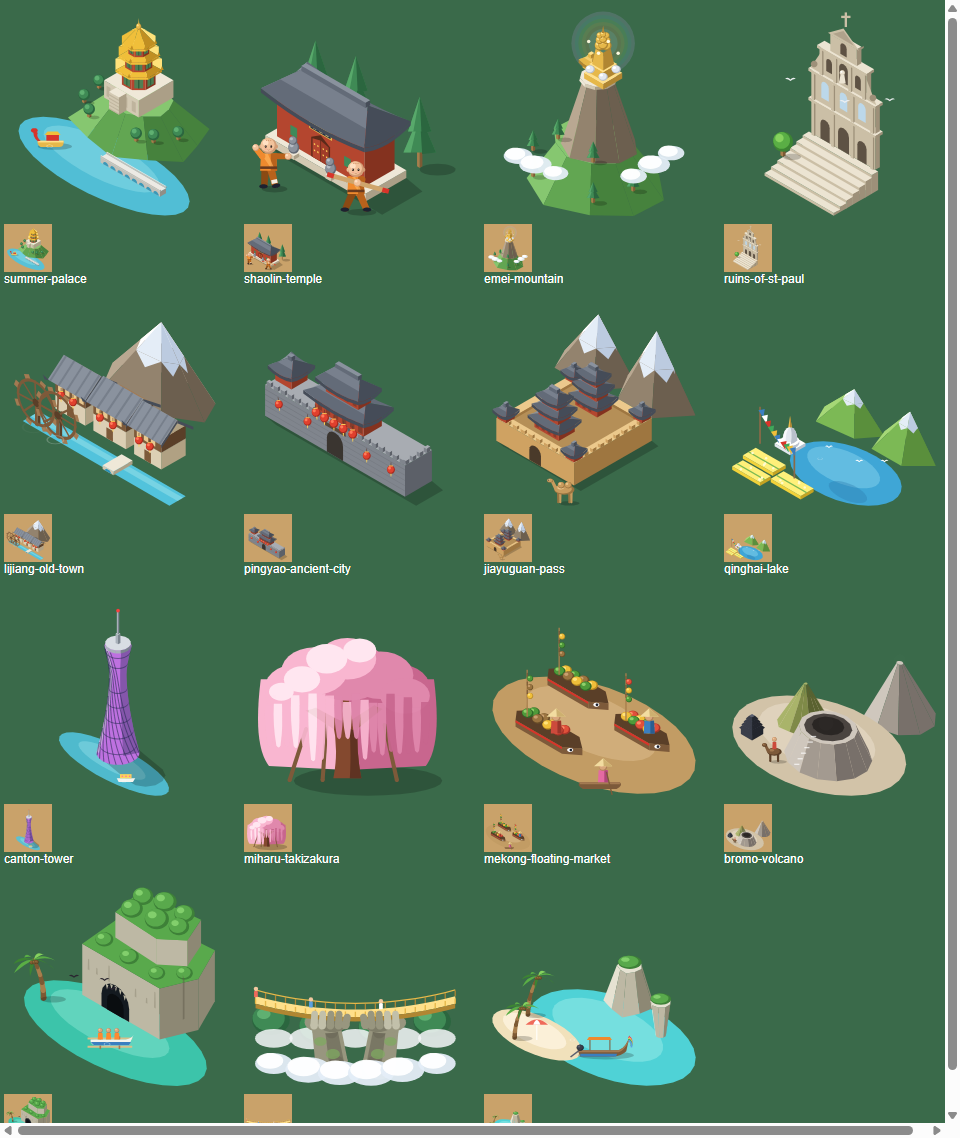 summer-palace
shaolin-temple
emei-mountain
ruins-of-st-paul
lijiang-old-town
pingyao-ancient-city
jiayuguan-pass
qinghai-lake
canton-tower
miharu-takizakura
mekong-floating-market
bromo-volcano